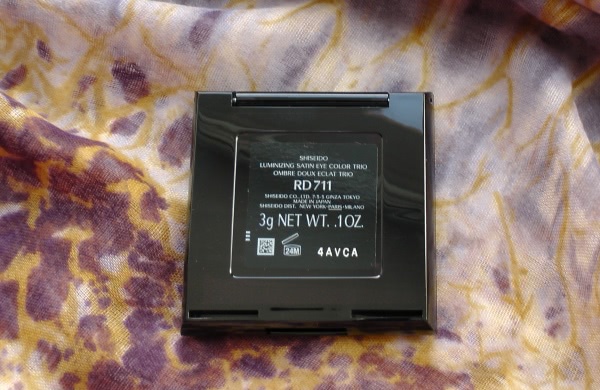 SHISEIDO
LUMINIZING SATIN EYE COLOR TRIO
OMBRE DOUX ECLAT TRIO
RD711
SHISEIDO CO., LTD. 7-5-5 GINZA TOKYO
MADE IN JAPAN
SHISEIDO DIST. NEW YORK-PARIS-MILANO
3g NET WT. .1OZ.
24M
4AVCA